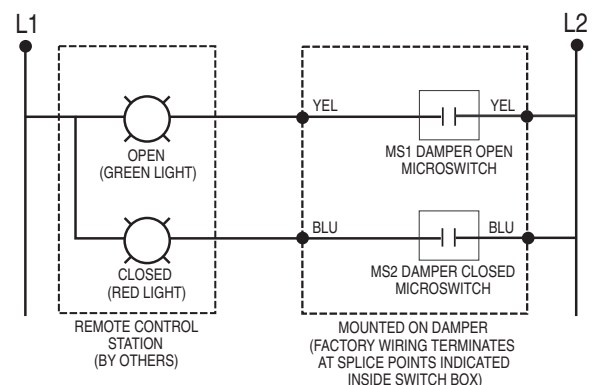 L1
L2
YEL
YEL
OPEN
(GREEN LIGHT)
MS1 DAMPER OPEN
MICROSWITCH
BLU
BLU
CLOSED
(RED LIGHT)
MS2 DAMPER CLOSED
MICROSWITCH
REMOTE CONTROL
STATION
(BY OTHERS)
MOUNTED ON DAMPER
(FACTORY WIRING TERMINATES
AT SPLICE POINTS INDICATED
INSIDE SWITCH BOX)